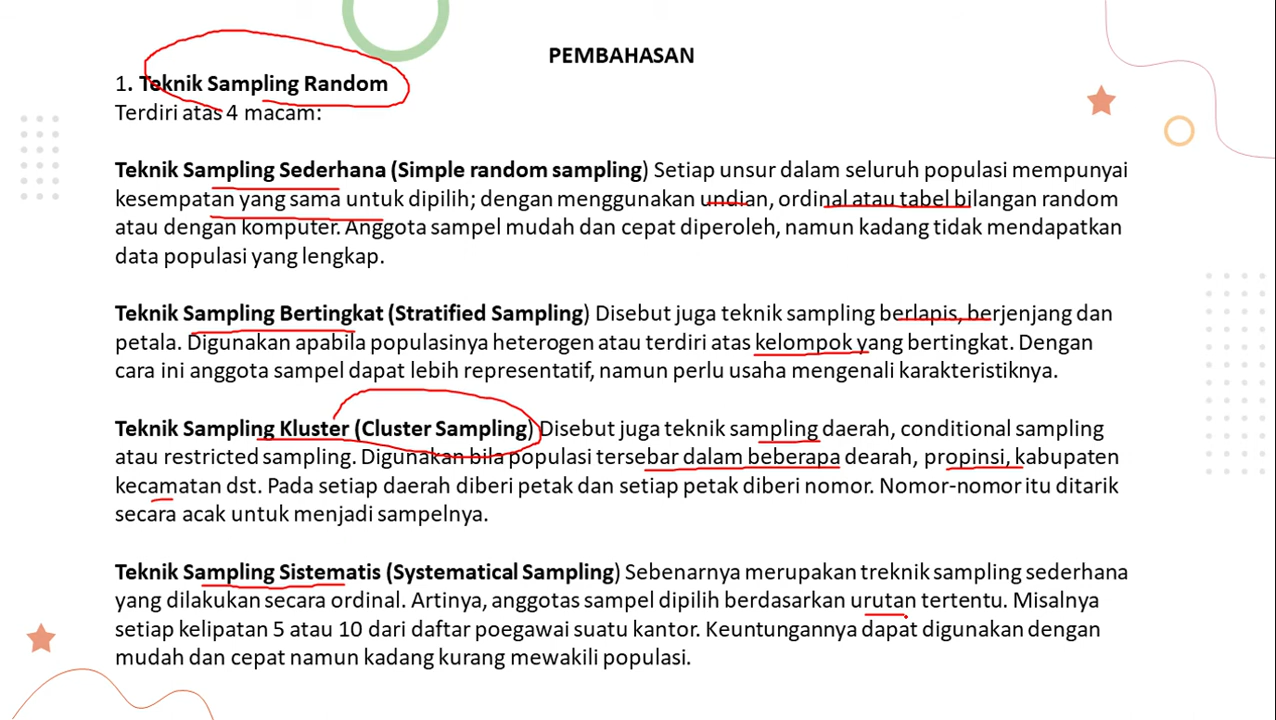 PEMBAHASAN
1. Teknik Sampling Random
Terdiri atas 4 macam:
Teknik Sampling Sederhana (Simple random sampling) Setiap unsur dalam seluruh populasi mempunyai
kesempatan yang sama untuk dipilih; dengan menggunakan undian, ordinal atau tabel bilangan random
atau dengan komputer. Anggota sampel mudah dan cepat diperoleh, namun kadang tidak mendapatkan
data populasi yang lengkap.
Teknik Sampling Bertingkat (Stratified Sampling) Disebut juga teknik sampling berlapis, berjenjang dan
petala. Digunakan apabila populasinya heterogen atau terdiri atas kelompok yang bertingkat. Dengan
cara ini anggota sampel dapat lebih representatif, namun perlu usaha mengenali karakteristiknya.
Teknik Sampling Kluster (Cluster Sampling) Disebut juga teknik sampling daerah, conditional sampling
atau restricted sampling. Digunakan bila populasi tersebar dalam beberapa dearah, propinsi, kabupaten
kecamatan dst. Pada setiap daerah diberi petak dan setiap petak diberi nomor. Nomor-nomor itu ditarik
secara acak untuk menjadi sampelnya.
Teknik Sampling Sistematis (Systematical Sampling) Sebenarnya merupakan treknik sampling sederhana
yang dilakukan secara ordinal. Artinya, anggotas sampel dipilih berdasarkan urutan tertentu. Misalnya
setiap kelipatan 5 atau 10 dari daftar poegawai suatu kantor. Keuntungannya dapat digunakan dengan
mudah dan cepat namun kadang kurang mewakili populasi.